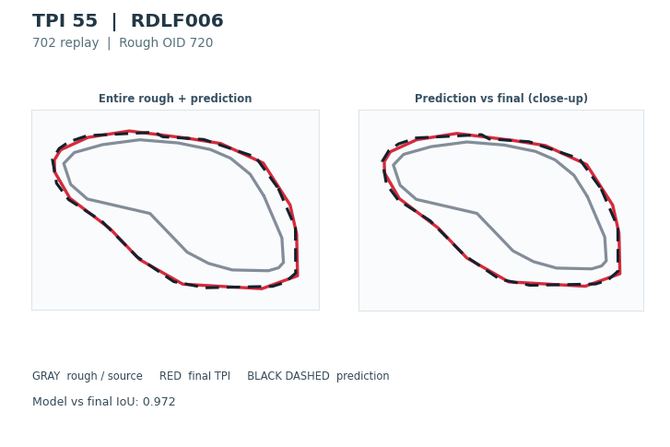 TPI 55 | RDLF006
702 replay | Rough OID 720
Entire rough + prediction
Prediction vs final (close-up)
GRAY rough / source RED final TPI BLACK DASHED prediction
Model vs final IoU: 0.972